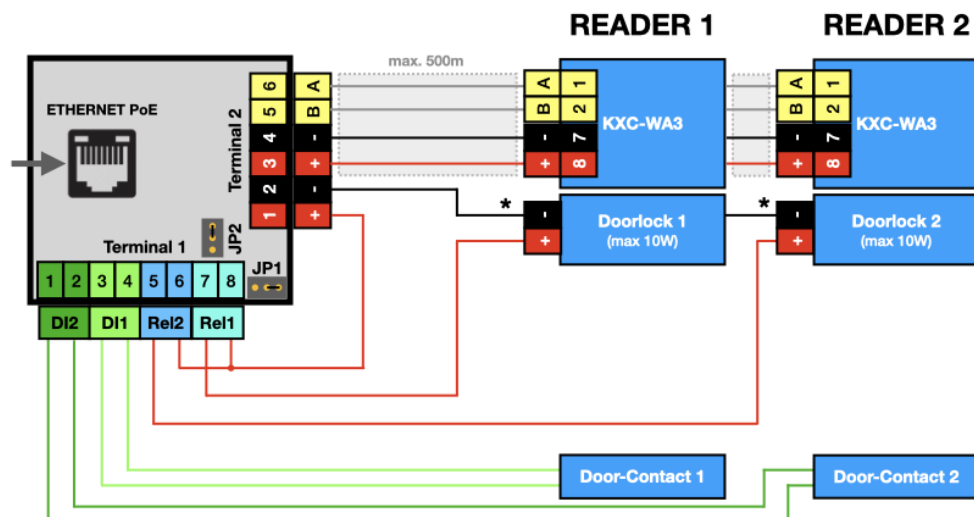 READER 1
READER 2
max. 500m
ETHERNET PoE
Terminal 2
6 A
5 B
4 -
3 +
2 -
1 +
A 1
B 2
- 7
+ 8
KXC-WA3
A 1
B 2
- 7
+ 8
KXC-WA3
* -
+
Doorlock 1
(max 10W)
* -
+
Doorlock 2
(max 10W)
JP2
Terminal 1
JP1
1 2 3 4 5 6 7 8
DI2 DI1 Rel2 Rel1
Door-Contact 1
Door-Contact 2